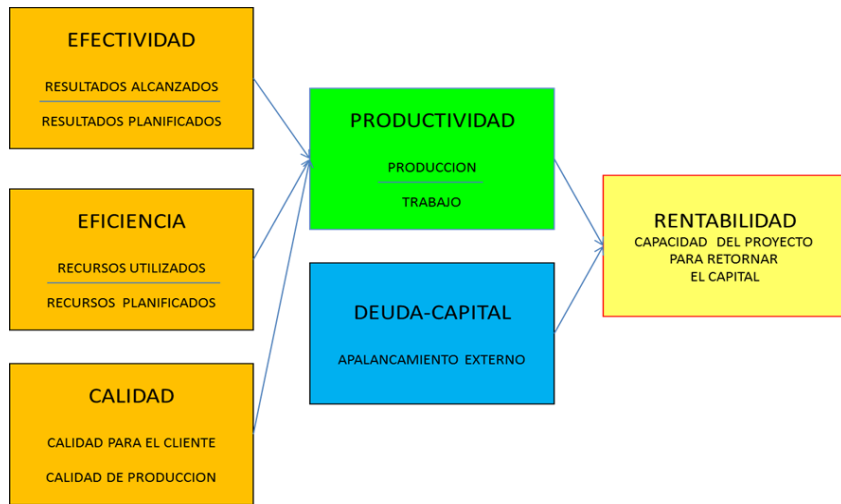 EFECTIVIDAD
RESULTADOS ALCANZADOS
RESULTADOS PLANIFICADOS
EFICIENCIA
RECURSOS UTILIZADOS
RECURSOS PLANIFICADOS
CALIDAD
CALIDAD PARA EL CLIENTE
CALIDAD DE PRODUCCION
PRODUCTIVIDAD
PRODUCCION
TRABAJO
DEUDA-CAPITAL
APALANCAMIENTO EXTERNO
RENTABILIDAD
CAPACIDAD DEL PROYECTO
PARA RETORNAR
EL CAPITAL